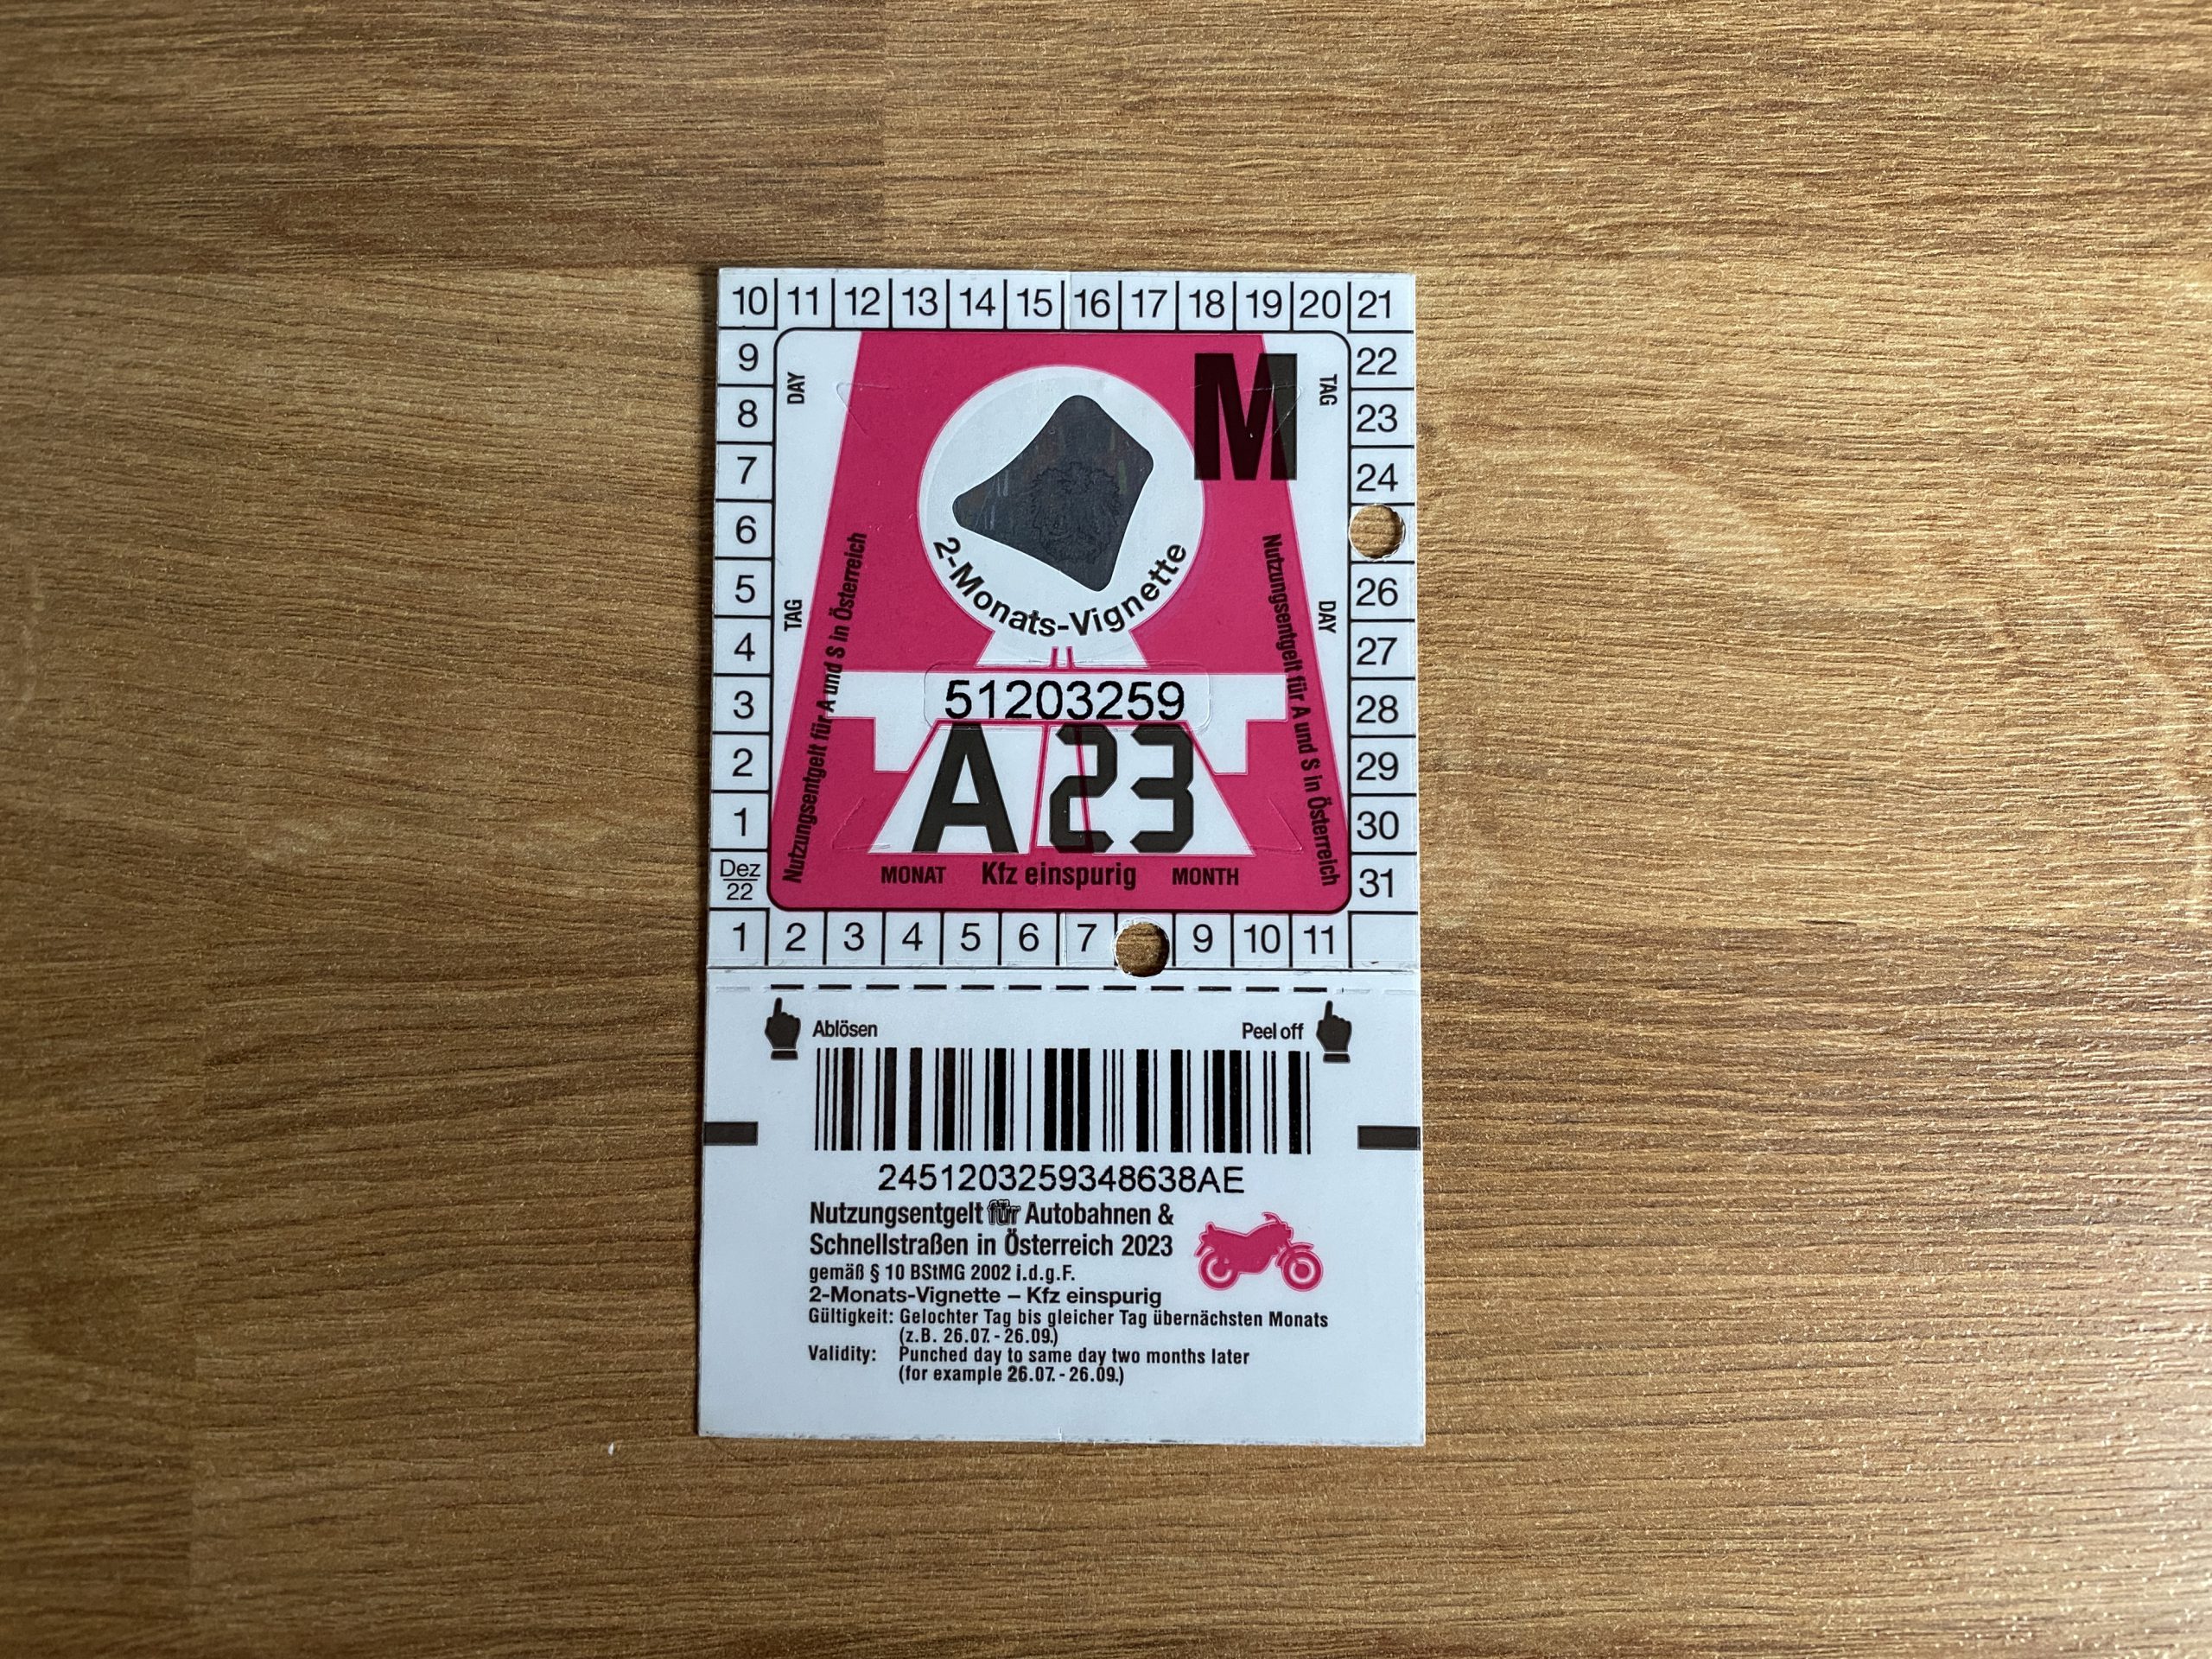 10 11 12 13 14 15 16 17 18 19 20 21
9 DAY M TAG 22
8 23
7 24
6
5 TAG DAY 26
4 27
3 28
2 29
1 30
Dez 22 31
2-Monats-Vignette
Nutzungsentgelt für A und S in Österreich
Nutzungsentgelt für A und S in Österreich
51203259
A 23
MONAT Kfz einspurig MONTH
1 2 3 4 5 6 7 9 10 11
Ablösen Peel off
2451203259348638AE
Nutzungsentgelt für Autobahnen &
Schnellstraßen in Österreich 2023
gemäß § 10 BStMG 2002 i.d.g.F.
2-Monats-Vignette – Kfz einspurig
Gültigkeit: Gelochter Tag bis gleicher Tag übernächsten Monats
(z.B. 26.07. - 26.09.)
Validity: Punched day to same day two months later
(for example 26.07. - 26.09.)